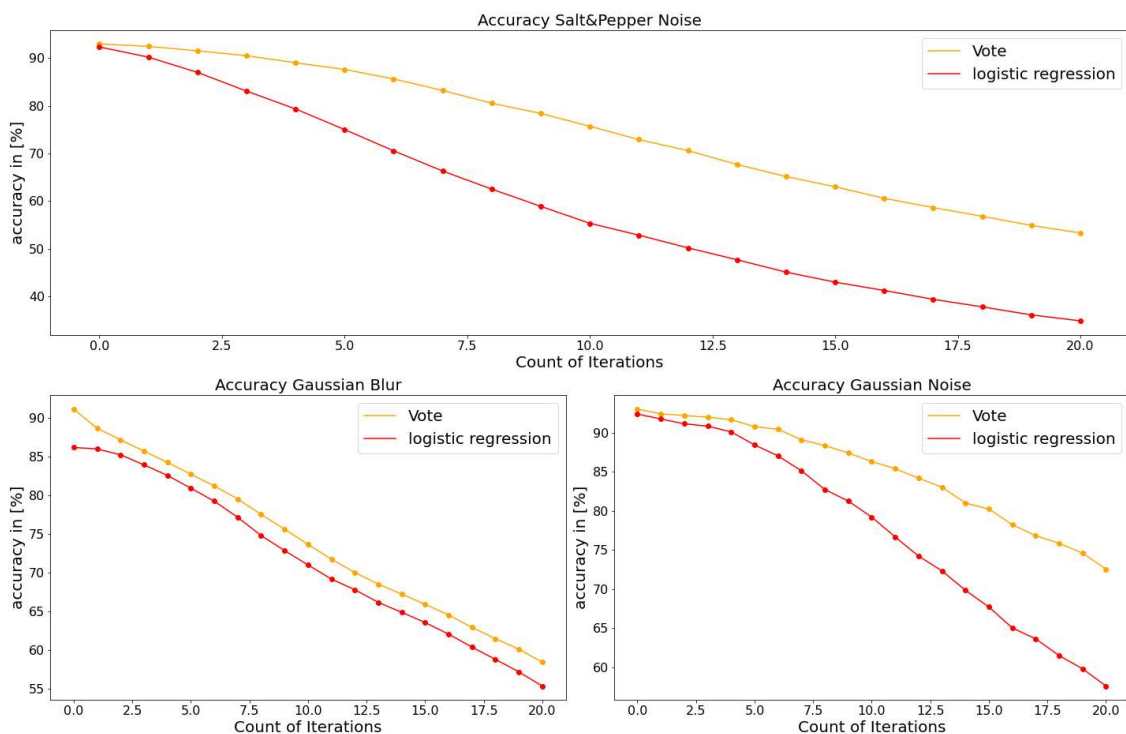 Accuracy Salt&Pepper Noise
Vote
logistic regression
accuracy in [%]
90
80
70
60
50
40
0.0 2.5 5.0 7.5 10.0 12.5 15.0 17.5 20.0
Count of Iterations
Accuracy Gaussian Blur
Vote
logistic regression
accuracy in [%]
90
85
80
75
70
65
60
55
0.0 2.5 5.0 7.5 10.0 12.5 15.0 17.5 20.0
Count of Iterations
Accuracy Gaussian Noise
Vote
logistic regression
accuracy in [%]
90
85
80
75
70
65
60
0.0 2.5 5.0 7.5 10.0 12.5 15.0 17.5 20.0
Count of Iterations